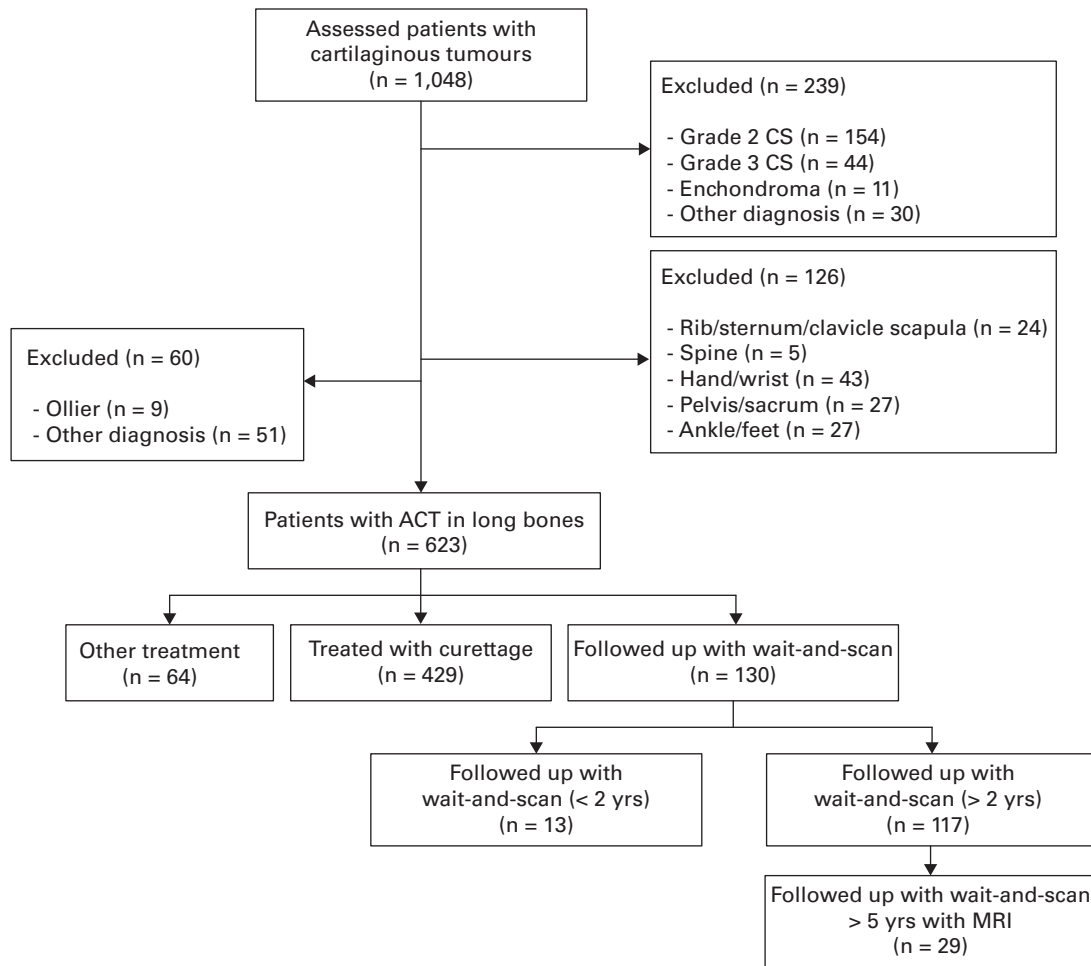 Assessed patients with
cartilaginous tumours
(n = 1,048)
Excluded (n = 239)
- Grade 2 CS (n = 154)
- Grade 3 CS (n = 44)
- Enchondroma (n = 11)
- Other diagnosis (n = 30)
Excluded (n = 126)
- Rib/sternum/clavicle scapula (n = 24)
- Spine (n = 5)
- Hand/wrist (n = 43)
- Pelvis/sacrum (n = 27)
- Ankle/feet (n = 27)
Excluded (n = 60)
- Ollier (n = 9)
- Other diagnosis (n = 51)
Patients with ACT in long bones
(n = 623)
Other treatment
(n = 64)
Treated with curettage
(n = 429)
Followed up with wait-and-scan
(n = 130)
Followed up with
wait-and-scan (< 2 yrs)
(n = 13)
Followed up with
wait-and-scan (> 2 yrs)
(n = 117)
Followed up with wait-and-scan
> 5 yrs with MRI
(n = 29)